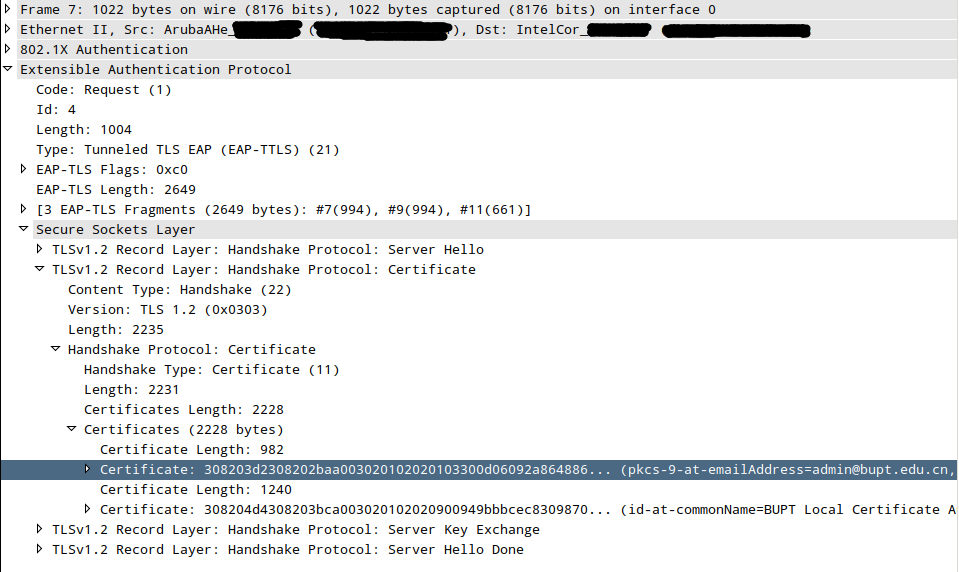 Frame 7: 1022 bytes on wire (8176 bits), 1022 bytes captured (8176 bits) on interface 0
Ethernet II, Src: ArubaAHe_ ( ), Dst: IntelCor_
802.1X Authentication
Extensible Authentication Protocol
Code: Request (1)
Id: 4
Length: 1004
Type: Tunneled TLS EAP (EAP-TTLS) (21)
EAP-TLS Flags: 0xc0
EAP-TLS Length: 2649
[3 EAP-TLS Fragments (2649 bytes): #7(994), #9(994), #11(661)]
Secure Sockets Layer
TLSv1.2 Record Layer: Handshake Protocol: Server Hello
TLSv1.2 Record Layer: Handshake Protocol: Certificate
Content Type: Handshake (22)
Version: TLS 1.2 (0x0303)
Length: 2235
Handshake Protocol: Certificate
Handshake Type: Certificate (11)
Length: 2231
Certificates Length: 2228
Certificates (2228 bytes)
Certificate Length: 982
Certificate: 308203d2308202baa003020102020103300d06092a864886... (pkcs-9-at-emailAddress=admin@bupt.edu.cn,
Certificate Length: 1240
Certificate: 308204d4308203bca003020102020900949bbbcec8309870... (id-at-commonName=BUPT Local Certificate A
TLSv1.2 Record Layer: Handshake Protocol: Server Key Exchange
TLSv1.2 Record Layer: Handshake Protocol: Server Hello Done